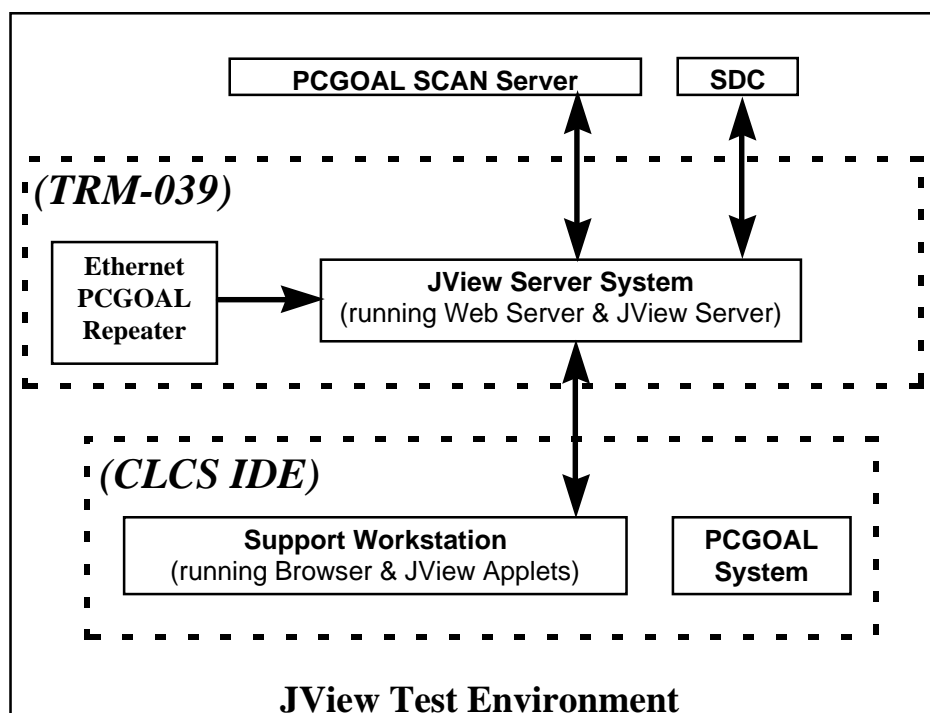 PCGOAL SCAN Server
SDC
(TRM-039)
Ethernet
PCGOAL
Repeater
JView Server System
(running Web Server & JView Server)
(CLCS IDE)
Support Workstation
(running Browser & JView Applets)
PCGOAL
System
JView Test Environment